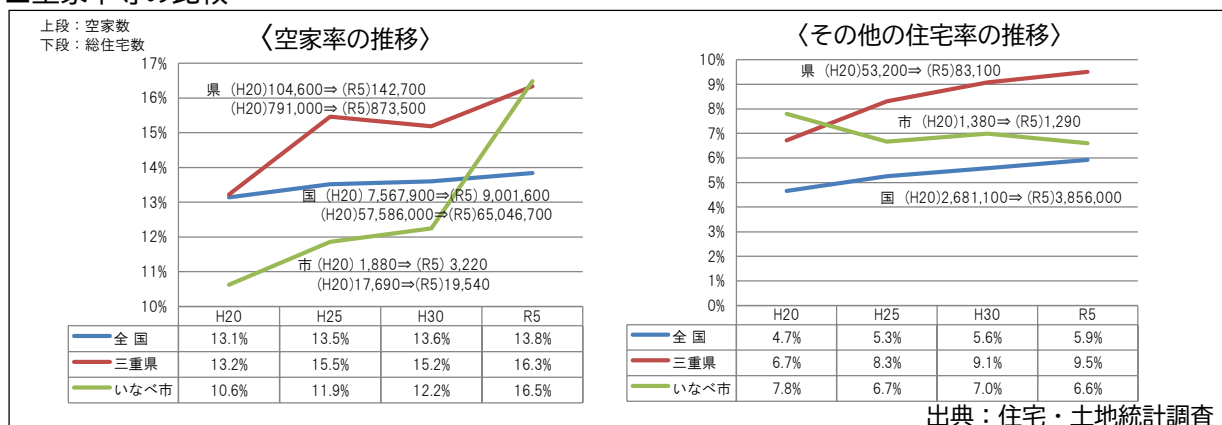 上段：空家数
下段：総住宅数
〈空家率の推移〉
17%
16%
15%
14%
13%
12%
11%
10%
県 (H20)104,600⇒ (R5)142,700
(H20)791,000⇒ (R5)873,500
国 (H20) 7,567,900⇒(R5) 9,001,600
(H20)57,586,000⇒(R5)65,046,700
市 (H20) 1,880⇒ (R5) 3,220
(H20)17,690⇒(R5)19,540
H20 H25 H30 R5
全 国 13.1% 13.5% 13.6% 13.8%
三重県 13.2% 15.5% 15.2% 16.3%
いなべ市 10.6% 11.9% 12.2% 16.5%
〈その他の住宅率の推移〉
10%
9%
8%
7%
6%
5%
4%
3%
2%
1%
0%
県 (H20)53,200⇒ (R5)83,100
市 (H20)1,380⇒ (R5)1,290
国 (H20)2,681,100⇒ (R5)3,856,000
H20 H25 H30 R5
全 国 4.7% 5.3% 5.6% 5.9%
三重県 6.7% 8.3% 9.1% 9.5%
いなべ市 7.8% 6.7% 7.0% 6.6%
出典：住宅・土地統計調査